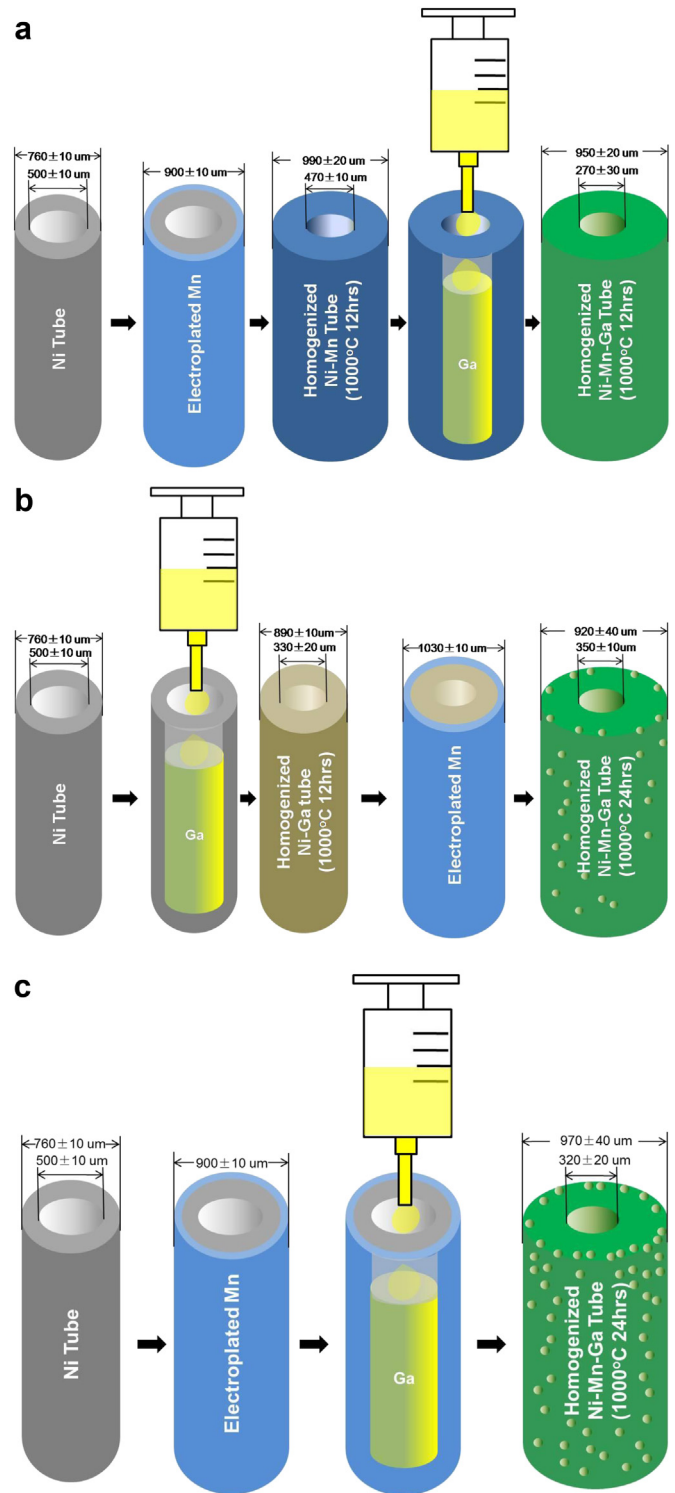 a
760±10 um
500±10 um
900±10 um
990±20 um
470±10 um
950±20 um
270±30 um
Ni Tube
Electroplated Mn
Homogenized
Ni-Mn Tube
(1000°C 12hrs)
Ga
Homogenized
Ni-Mn-Ga Tube
(1000°C 12hrs)
b
760±10 um
500±10 um
890±10um
330±20 um
1030±10 um
920±40 um
350±10um
Ni Tube
Ga
Homogenized
Ni-Ga tube
(1000°C 12hrs)
Electroplated Mn
Homogenized
Ni-Mn-Ga Tube
(1000°C 24hrs)
c
760±10 um
500±10 um
900±10 um
970±40 um
320±20 um
Ni Tube
Electroplated Mn
Ga
Homogenized
Ni-Mn-Ga Tube
(1000°C 24hrs)